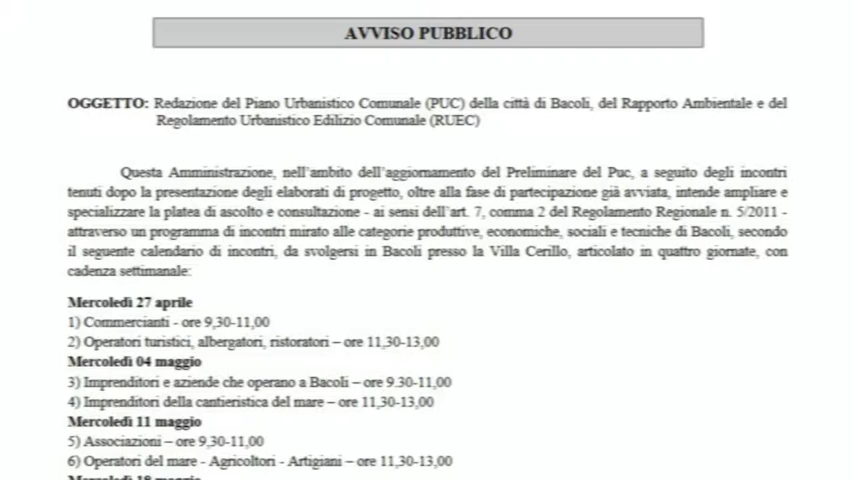 AVVISO PUBBLICO
OGGETTO: Redazione del Piano Urbanistico Comunale (PUC) della città di Bacoli, del Rapporto Ambientale e del
Regolamento Urbanistico Edilizio Comunale (RUEC)
Questa Amministrazione, nell'ambito dell'aggiornamento del Preliminare del Puc, a seguito degli incontri
tenuti dopo la presentazione degli elaborati di progetto, oltre alla fase di partecipazione già avviata, intende ampliare e
specializzare la platea di ascolto e consultazione - ai sensi dell'art. 7, comma 2 del Regolamento Regionale n. 5/2011 -
attraverso un programma di incontri mirato alle categorie produttive, economiche, sociali e tecniche di Bacoli, secondo
il seguente calendario di incontri, da svolgersi in Bacoli presso la Villa Cerillo, articolato in quattro giornate, con
cadenza settimanale:
Mercoledì 27 aprile
1) Commercianti - ore 9,30-11,00
2) Operatori turistici, albergatori, ristoratori – ore 11,30-13,00
Mercoledì 04 maggio
3) Imprenditori e aziende che operano a Bacoli – ore 9.30-11,00
4) Imprenditori della cantieristica del mare – ore 11,30-13,00
Mercoledì 11 maggio
5) Associazioni – ore 9,30-11,00
6) Operatori del mare - Agricoltori - Artigiani – ore 11,30-13,00
Mercoledì 18 maggio